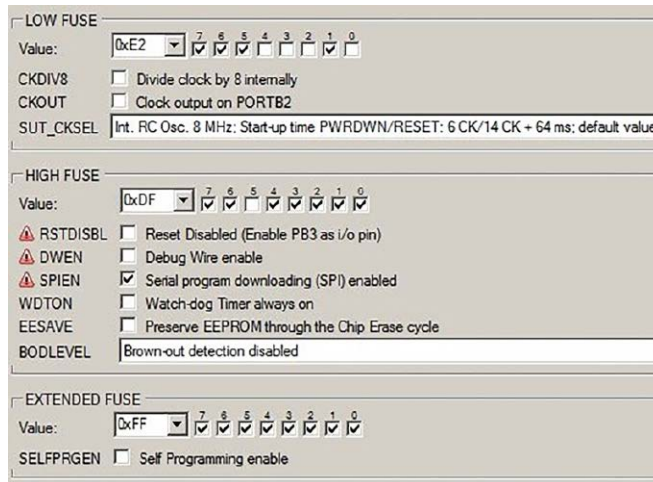 LOW FUSE
Value: 0xE2 7 6 5 4 3 2 1 0
CKDIV8 Divide clock by 8 internally
CKOUT Clock output on PORTB2
SUT_CKSEL Int. RC Osc. 8 MHz; Start-up time PWRDWN/RESET: 6 CK/14 CK + 64 ms; default value
HIGH FUSE
Value: 0xDF 7 6 5 4 3 2 1 0
RSTDISBL Reset Disabled (Enable PB3 as i/o pin)
DWEN Debug Wire enable
SPIEN Serial program downloading (SPI) enabled
WDTON Watch-dog Timer always on
EESAVE Preserve EEPROM through the Chip Erase cycle
BODLEVEL Brown-out detection disabled
EXTENDED FUSE
Value: 0xFF 7 6 5 4 3 2 1 0
SELFPRGEN Self Programming enable